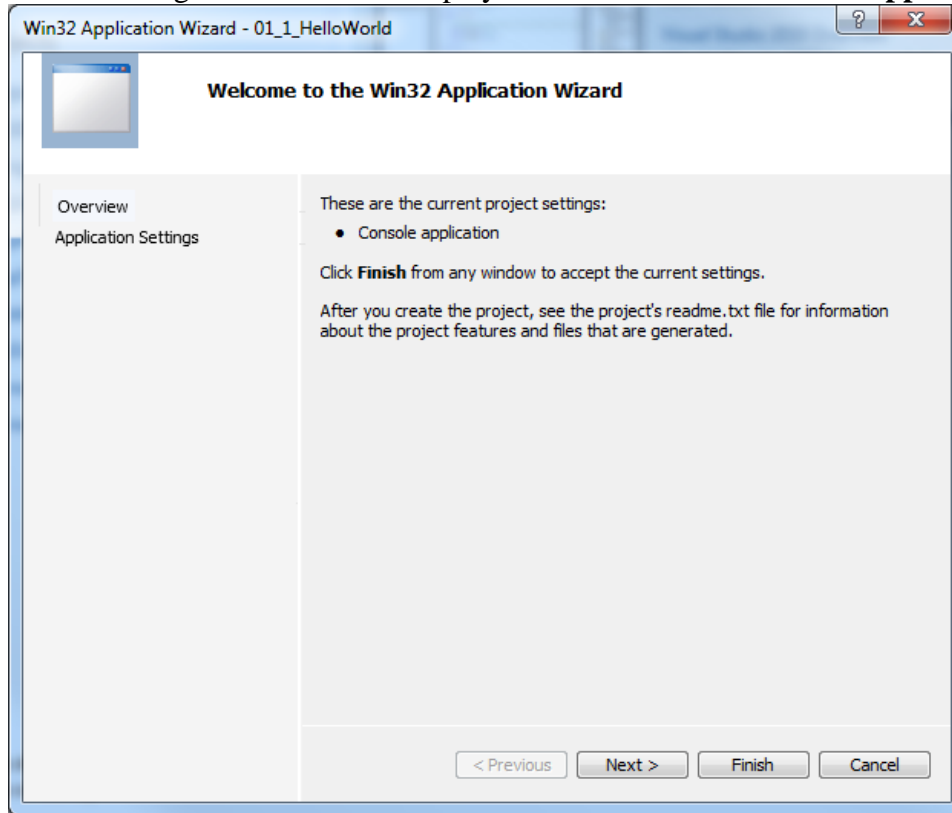 Win32 Application Wizard - 01_1_HelloWorld
Welcome to the Win32 Application Wizard
Overview
Application Settings
These are the current project settings:
• Console application
Click Finish from any window to accept the current settings.
After you create the project, see the project's readme.txt file for information
about the project features and files that are generated.
< Previous
Next >
Finish
Cancel